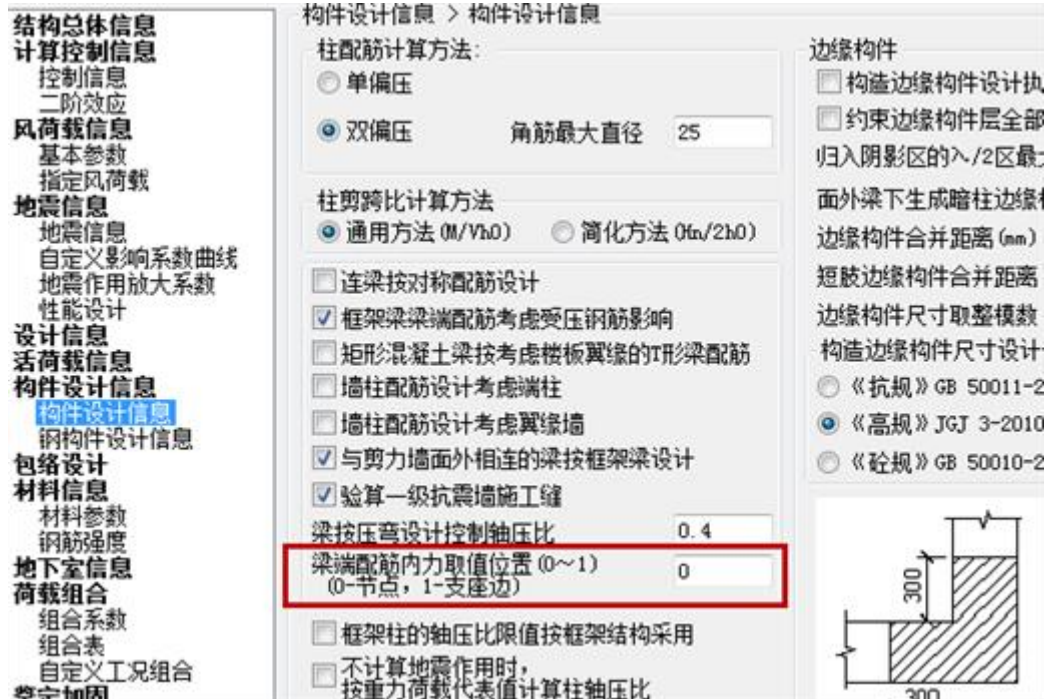 结构总体信息
计算控制信息
控制信息
二阶效应
风荷载信息
基本参数
指定风荷载
地震信息
地震信息
自定义影响系数曲线
地震作用放大系数
性能设计
设计信息
活荷载信息
构件设计信息
构件设计信息
钢构件设计信息
包络设计
材料信息
材料参数
钢筋强度
地下室信息
荷载组合
组合系数
组合表
自定义工况组合
鉴定加固
构件设计信息 > 构件设计信息
柱配筋计算方法:
单偏压
双偏压 角筋最大直径 25
柱剪跨比计算方法
通用方法(M/Vh0) 简化方法(Hn/2h0)
连梁按对称配筋设计
框架梁梁端配筋考虑受压钢筋影响
矩形混凝土梁按考虑楼板翼缘的T形梁配筋
墙柱配筋设计考虑端柱
墙柱配筋设计考虑翼缘墙
与剪力墙面外相连的梁按框架梁设计
验算一级抗震墙施工缝
梁按压弯设计控制轴压比 0.4
梁端配筋内力取值位置(0~1) 0
(0-节点，1-支座边)
框架柱的轴压比限值按框架结构采用
不计算地震作用时，
按重力荷载代表值计算柱轴压比
边缘构件
构造边缘构件设计执
约束边缘构件层全部
归入阴影区的λ/2区最
面外梁下生成暗柱边缘
边缘构件合并距离(mm)
短肢边缘构件合并距离
边缘构件尺寸取整模数
构造边缘构件尺寸设计
《抗规》GB 50011-2
《高规》JGJ 3-2010
《砼规》GB 50010-2
300
300